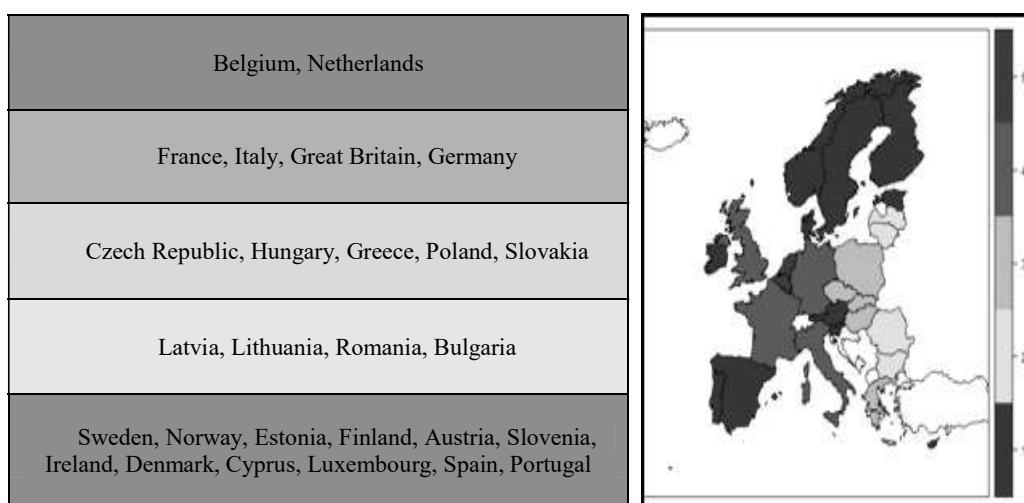 Belgium, Netherlands
France, Italy, Great Britain, Germany
Czech Republic, Hungary, Greece, Poland, Slovakia
Latvia, Lithuania, Romania, Bulgaria
Sweden, Norway, Estonia, Finland, Austria, Slovenia,
Ireland, Denmark, Cyprus, Luxembourg, Spain, Portugal